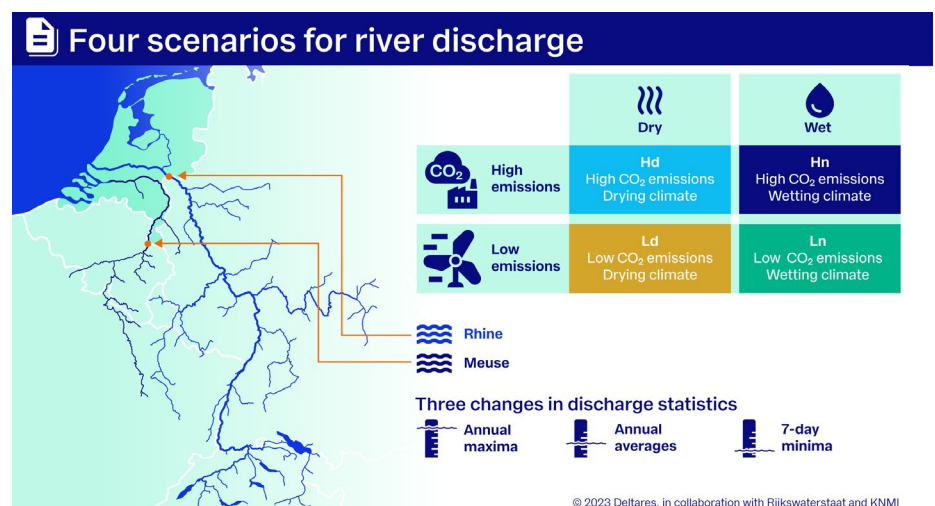 Four scenarios for river discharge
Dry
Wet
CO₂
High
emissions
Hd
High CO₂ emissions
Drying climate
Hn
High CO₂ emissions
Wetting climate
Low
emissions
Ld
Low CO₂ emissions
Drying climate
Ln
Low CO₂ emissions
Wetting climate
Rhine
Meuse
Three changes in discharge statistics
Annual
maxima
Annual
averages
7-day
minima
© 2023 Deltares, in collaboration with Rijkswaterstaat and KNMI